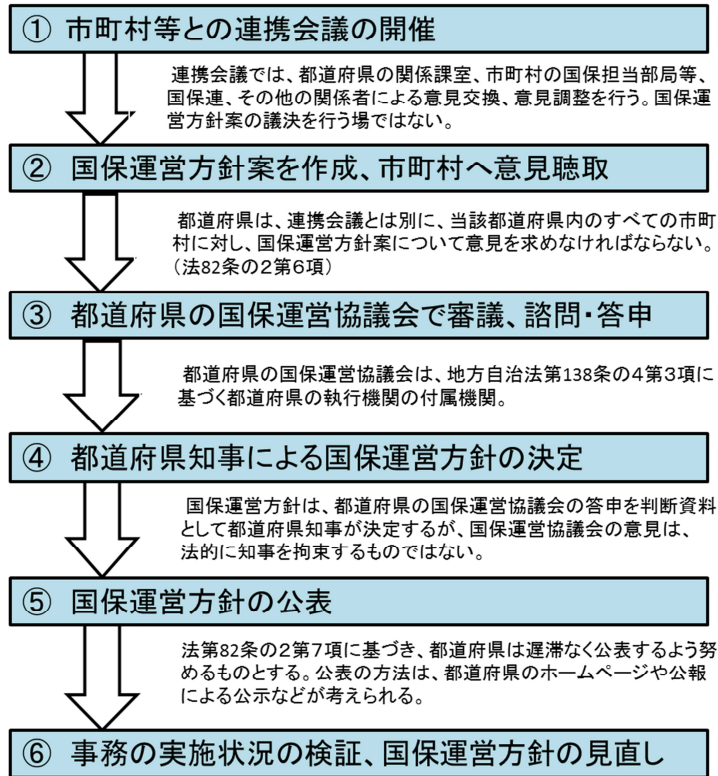 ① 市町村等との連携会議の開催
連携会議では、都道府県の関係課室、市町村の国保担当部局等、
国保連、その他の関係者による意見交換、意見調整を行う。国保運
営方針案の議決を行う場ではない。
② 国保運営方針案を作成、市町村へ意見聴取
都道府県は、連携会議とは別に、当該都道府県内のすべての市町
村に対し、国保運営方針案について意見を求めなければならない。
（法82条の２第６項）
③ 都道府県の国保運営協議会で審議、諮問・答申
都道府県の国保運営協議会は、地方自治法第138条の４第３項に
基づく都道府県の執行機関の付属機関。
④ 都道府県知事による国保運営方針の決定
国保運営方針は、都道府県の国保運営協議会の答申を判断資料
として都道府県知事が決定するが、国保運営協議会の意見は、
法的に知事を拘束するものではない。
⑤ 国保運営方針の公表
法第82条の２第７項に基づき、都道府県は遅滞なく公表するよう努
めるものとする。公表の方法は、都道府県のホームページや公報
による公示などが考えられる。
⑥ 事務の実施状況の検証、国保運営方針の見直し